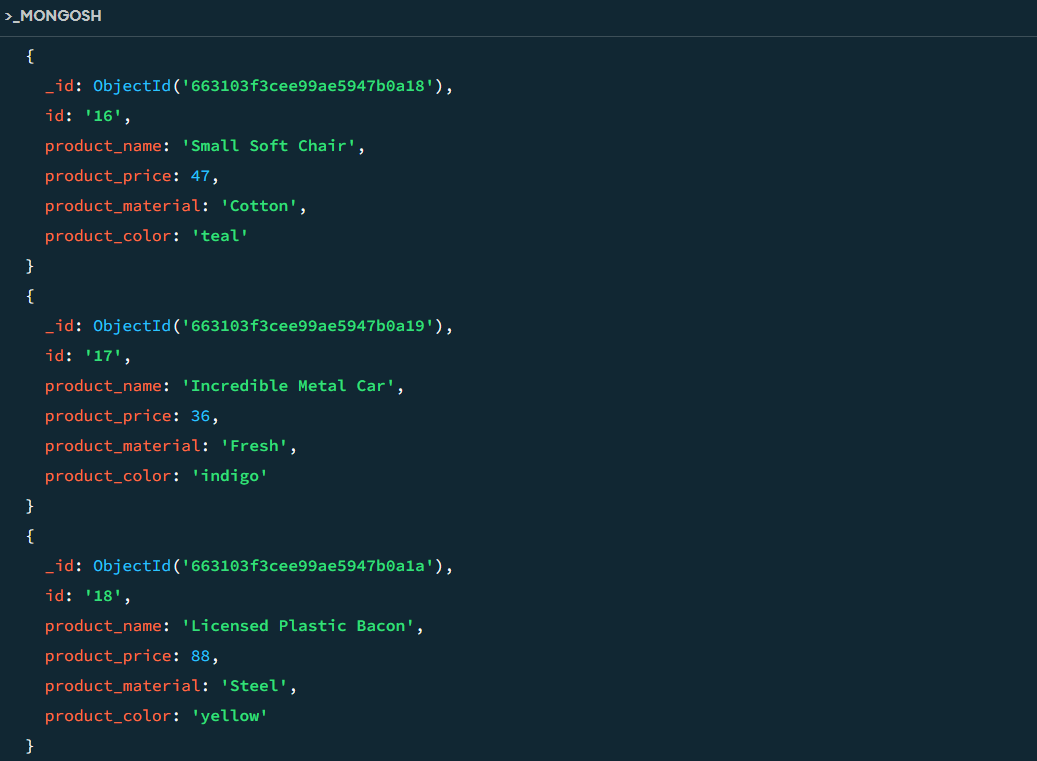 >_MONGOSH
{
_id: ObjectId('663103f3cee99ae5947b0a18'),
id: '16',
product_name: 'Small Soft Chair',
product_price: 47,
product_material: 'Cotton',
product_color: 'teal'
}
{
_id: ObjectId('663103f3cee99ae5947b0a19'),
id: '17',
product_name: 'Incredible Metal Car',
product_price: 36,
product_material: 'Fresh',
product_color: 'indigo'
}
{
_id: ObjectId('663103f3cee99ae5947b0a1a'),
id: '18',
product_name: 'Licensed Plastic Bacon',
product_price: 88,
product_material: 'Steel',
product_color: 'yellow'
}